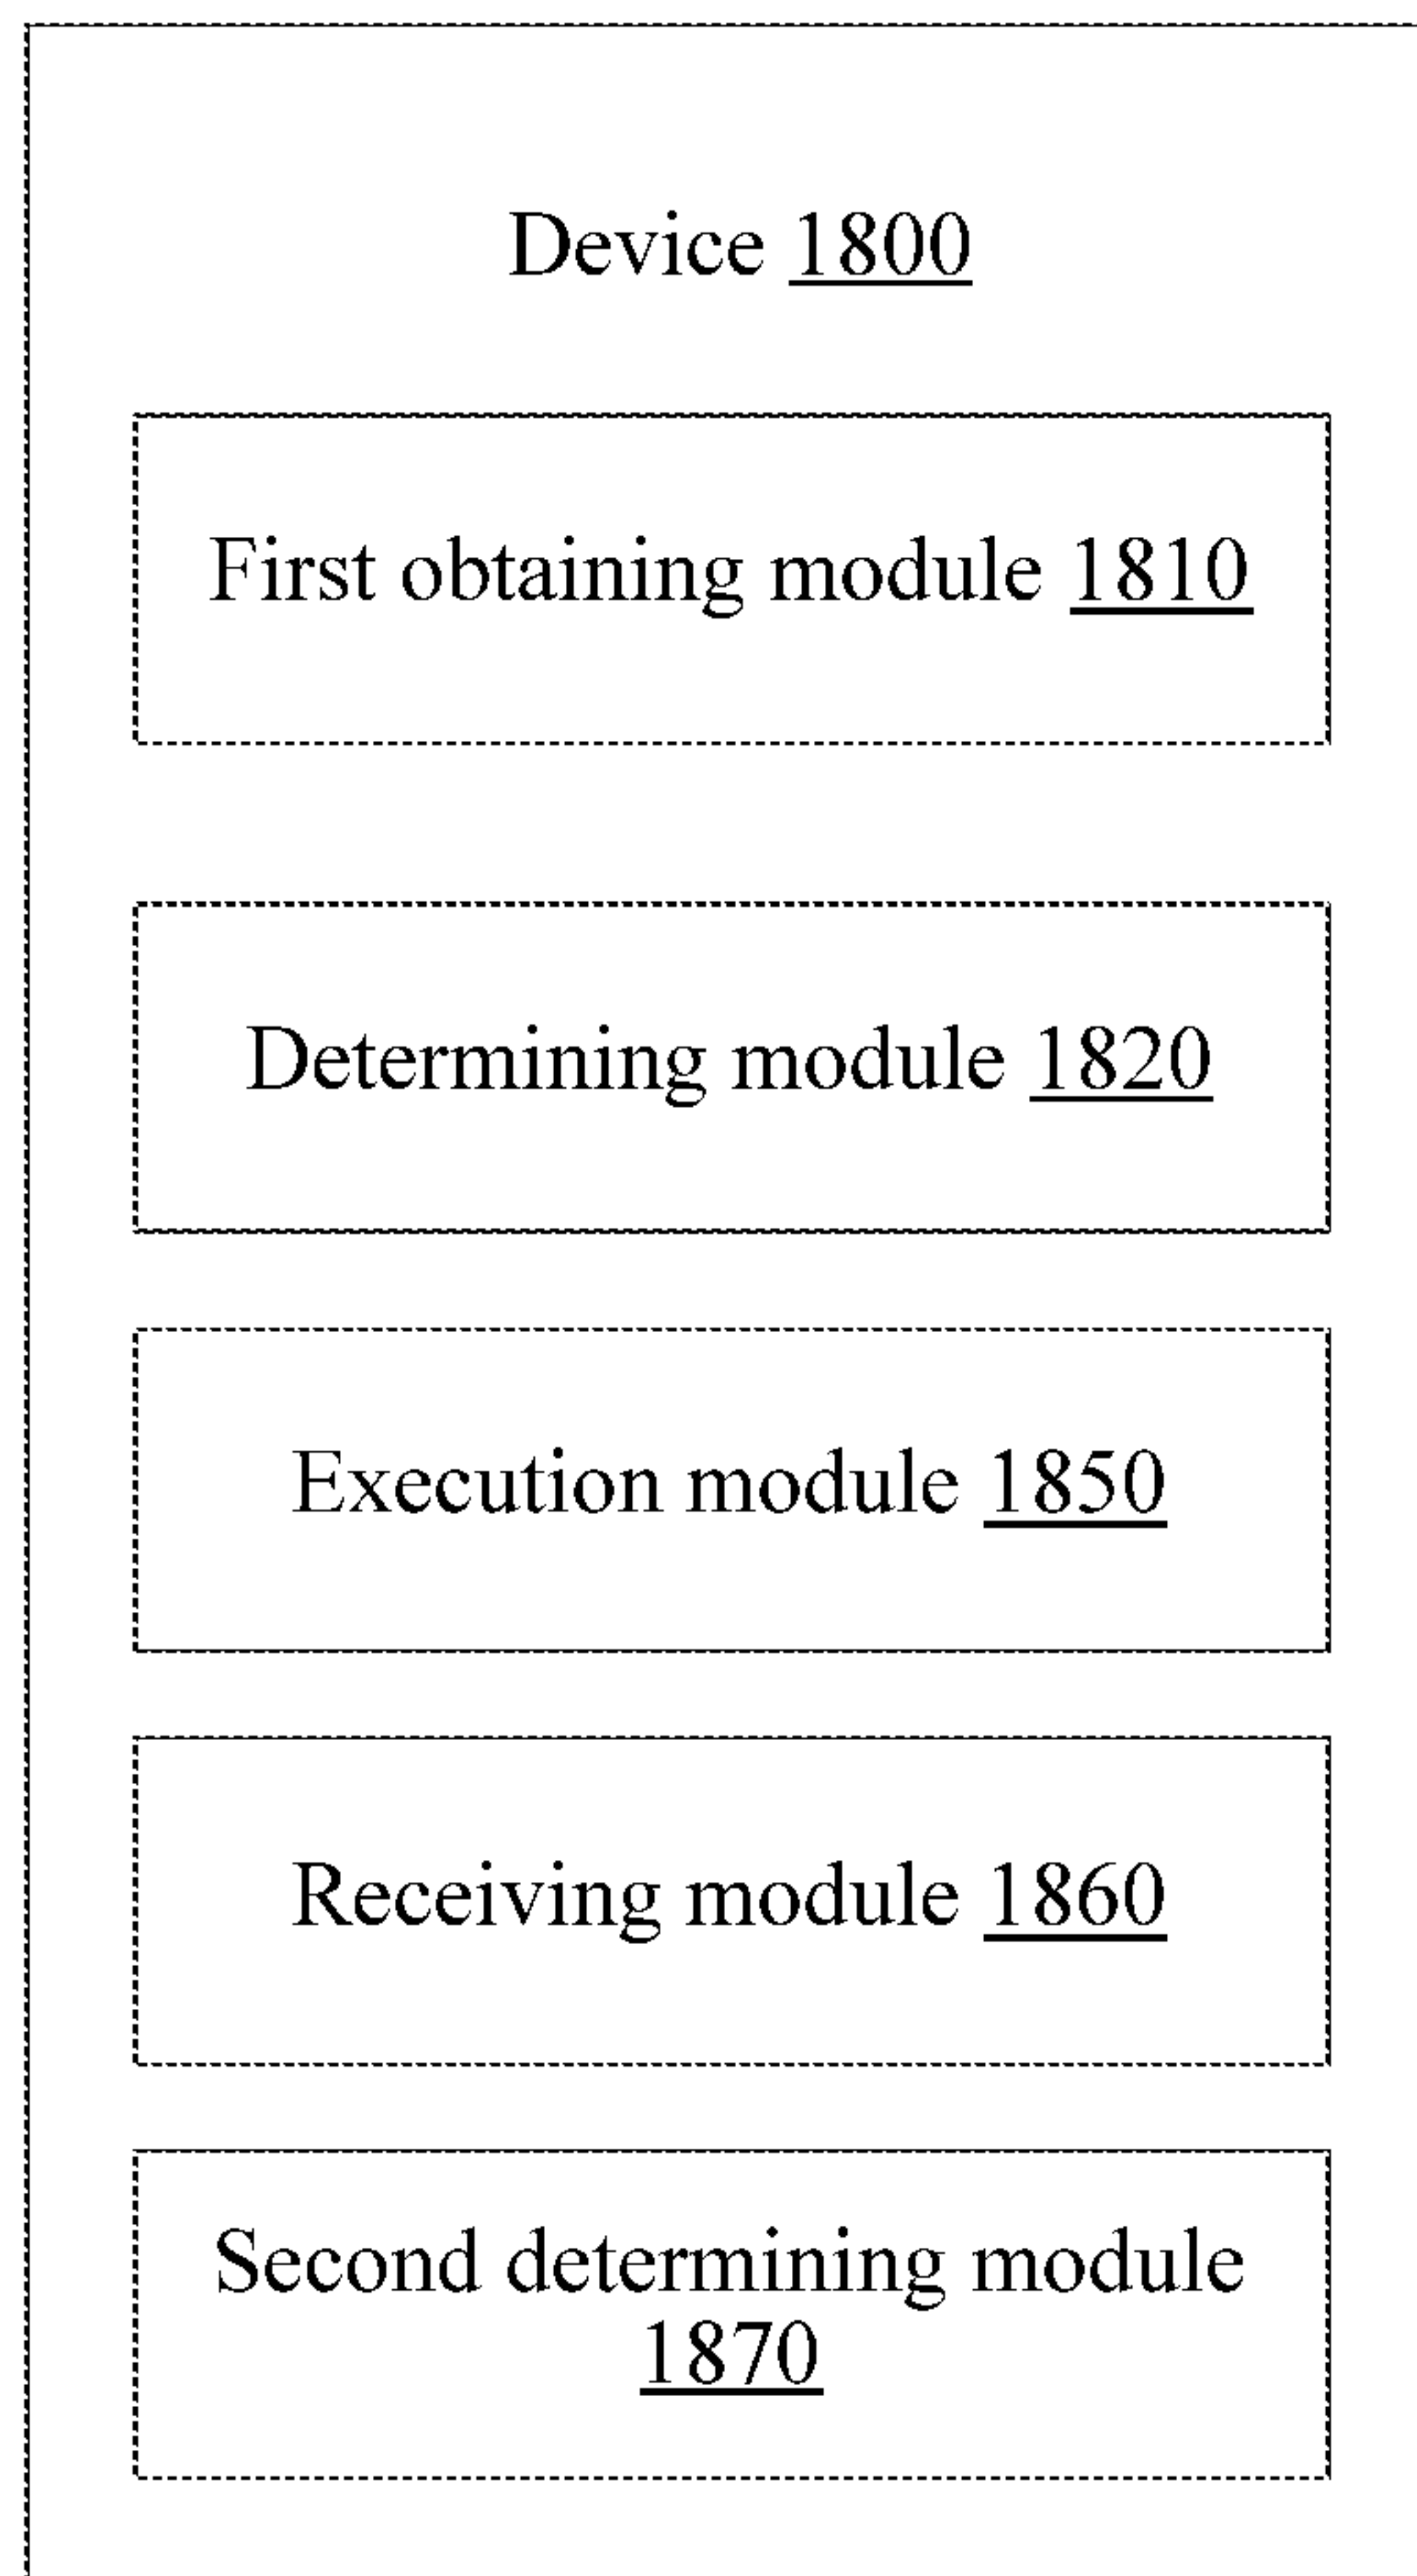 Device 1800
First obtaining module 1810
Determining module 1820
Execution module 1850
Receiving module 1860
Second determining module
1870